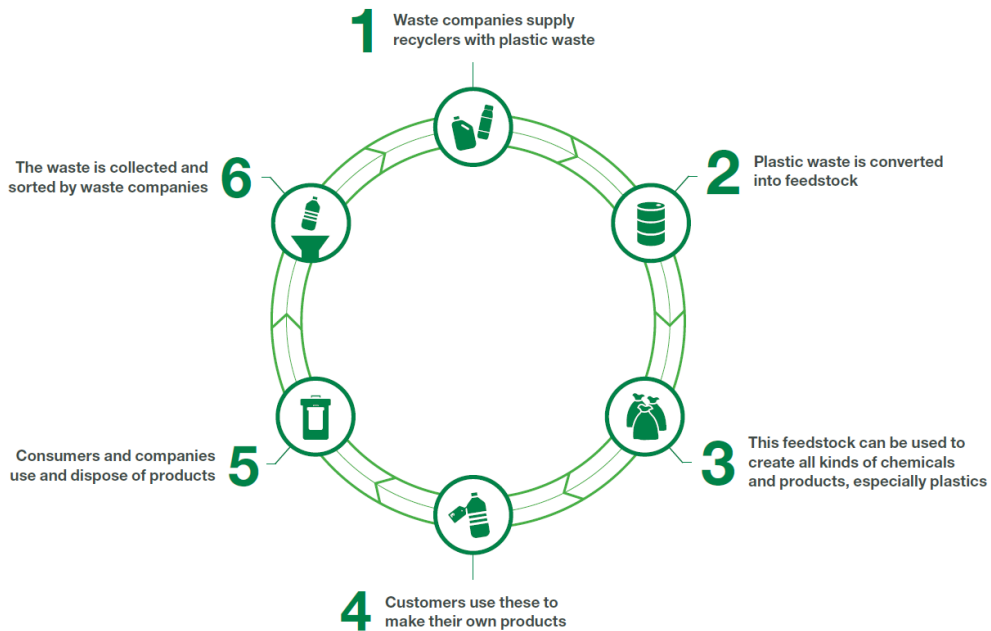 1
Waste companies supply
recyclers with plastic waste
2
Plastic waste is converted
into feedstock
3
This feedstock can be used to
create all kinds of chemicals
and products, especially plastics
4
Customers use these to
make their own products
5
Consumers and companies
use and dispose of products
6
The waste is collected and
sorted by waste companies